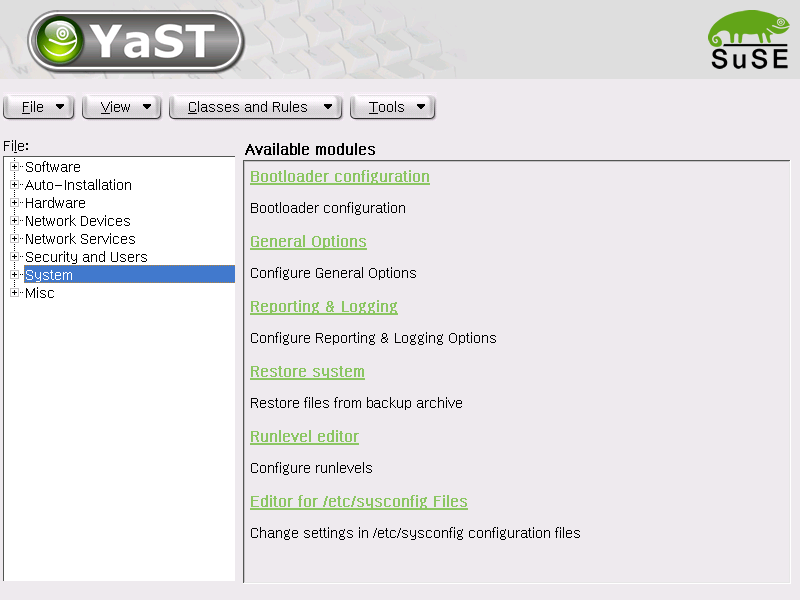 YaST
SuSE
File View Classes and Rules Tools
File:
Available modules
Software
Auto-Installation
Hardware
Network Devices
Network Services
Security and Users
System
Misc
Bootloader configuration
Bootloader configuration
General Options
Configure General Options
Reporting & Logging
Configure Reporting & Logging Options
Restore system
Restore files from backup archive
Runlevel editor
Configure runlevels
Editor for /etc/sysconfig Files
Change settings in /etc/sysconfig configuration files